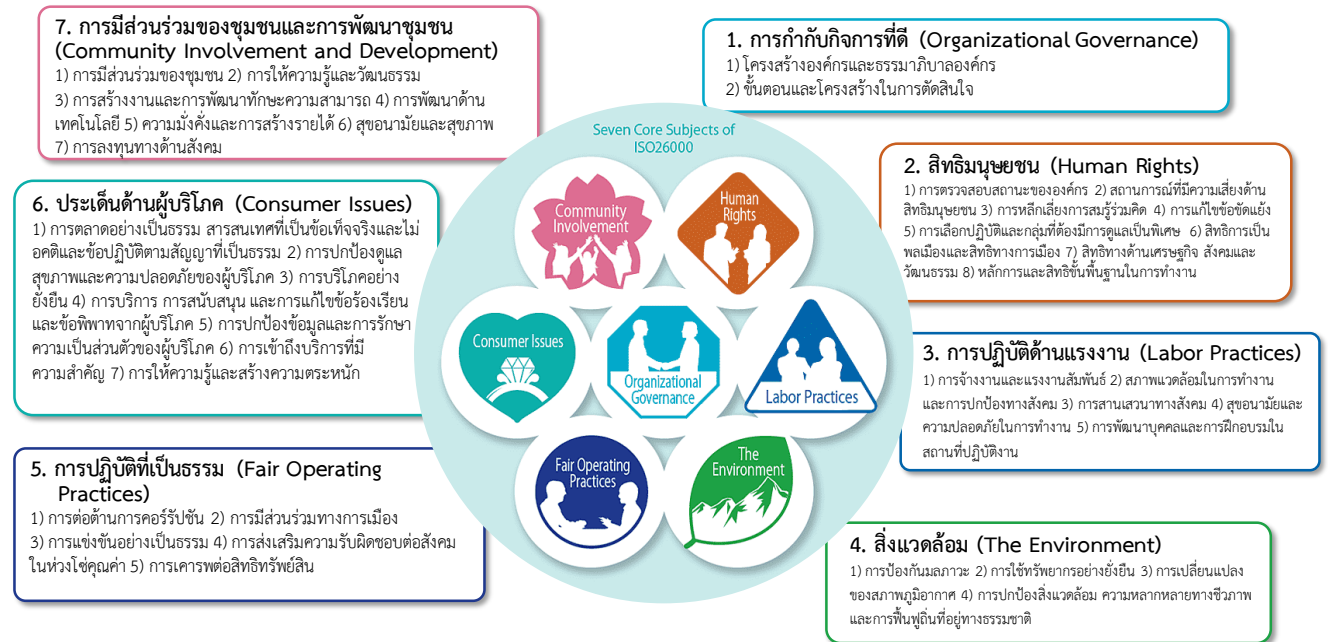 7. การมีส่วนร่วมของชุมชนและการพัฒนาชุมชน
(Community Involvement and Development)
1) การมีส่วนร่วมของชุมชน 2) การให้ความรู้และวัฒนธรรม
3) การสร้างงานและการพัฒนาทักษะความสามารถ 4) การพัฒนาด้าน
เทคโนโลยี 5) ความมั่งคั่งและการสร้างรายได้ 6) สุขอนามัยและสุขภาพ
7) การลงทุนทางด้านสังคม
1. การกำกับกิจการที่ดี (Organizational Governance)
1) โครงสร้างองค์กรและธรรมาภิบาลองค์กร
2) ขั้นตอนและโครงสร้างในการตัดสินใจ
Seven Core Subjects of
ISO26000
6. ประเด็นด้านผู้บริโภค (Consumer Issues)
1) การตลาดอย่างเป็นธรรม สารสนเทศที่เป็นข้อเท็จจริงและไม่
อคติและข้อปฏิบัติตามสัญญาที่เป็นธรรม 2) การปกป้องดูแล
สุขภาพและความปลอดภัยของผู้บริโภค 3) การบริโภคอย่าง
ยั่งยืน 4) การบริการ การสนับสนุน และการแก้ไขข้อร้องเรียน
และข้อพิพาทจากผู้บริโภค 5) การปกป้องข้อมูลและการรักษา
ความเป็นส่วนตัวของผู้บริโภค 6) การเข้าถึงบริการที่มี
ความสำคัญ 7) การให้ความรู้และสร้างความตระหนัก
2. สิทธิมนุษยชน (Human Rights)
1) การตรวจสอบสถานะขององค์กร 2) สถานการณ์ที่มีความเสี่ยงด้าน
สิทธิมนุษยชน 3) การหลีกเลี่ยงการสมรู้ร่วมคิด 4) การแก้ไขข้อขัดแย้ง
5) การเลือกปฏิบัติและกลุ่มที่ต้องมีการดูแลเป็นพิเศษ 6) สิทธิการเป็น
พลเมืองและสิทธิทางการเมือง 7) สิทธิทางด้านเศรษฐกิจ สังคมและ
วัฒนธรรม 8) หลักการและสิทธิขั้นพื้นฐานในการทำงาน
Community
Involvement
Human
Rights
Consumer Issues
Organizational
Governance
Labor Practices
Fair Operating
Practices
The
Environment
3. การปฏิบัติด้านแรงงาน (Labor Practices)
1) การจ้างงานและแรงงานสัมพันธ์ 2) สภาพแวดล้อมในการทำงาน
และการปกป้องทางสังคม 3) การสานเสวนาทางสังคม 4) สุขอนามัยและ
ความปลอดภัยในการทำงาน 5) การพัฒนาบุคคลและการฝึกอบรมใน
สถานที่ปฏิบัติงาน
5. การปฏิบัติที่เป็นธรรม (Fair Operating
Practices)
1) การต่อต้านการคอร์รัปชัน 2) การมีส่วนร่วมทางการเมือง
3) การแข่งขันอย่างเป็นธรรม 4) การส่งเสริมความรับผิดชอบต่อสังคม
ในห่วงโซ่คุณค่า 5) การเคารพต่อสิทธิทรัพย์สิน
4. สิ่งแวดล้อม (The Environment)
1) การป้องกันมลภาวะ 2) การใช้ทรัพยากรอย่างยั่งยืน 3) การเปลี่ยนแปลง
ของสภาพภูมิอากาศ 4) การปกป้องสิ่งแวดล้อม ความหลากหลายทางชีวภาพ
และการฟื้นฟูถิ่นที่อยู่ทางธรรมชาติ